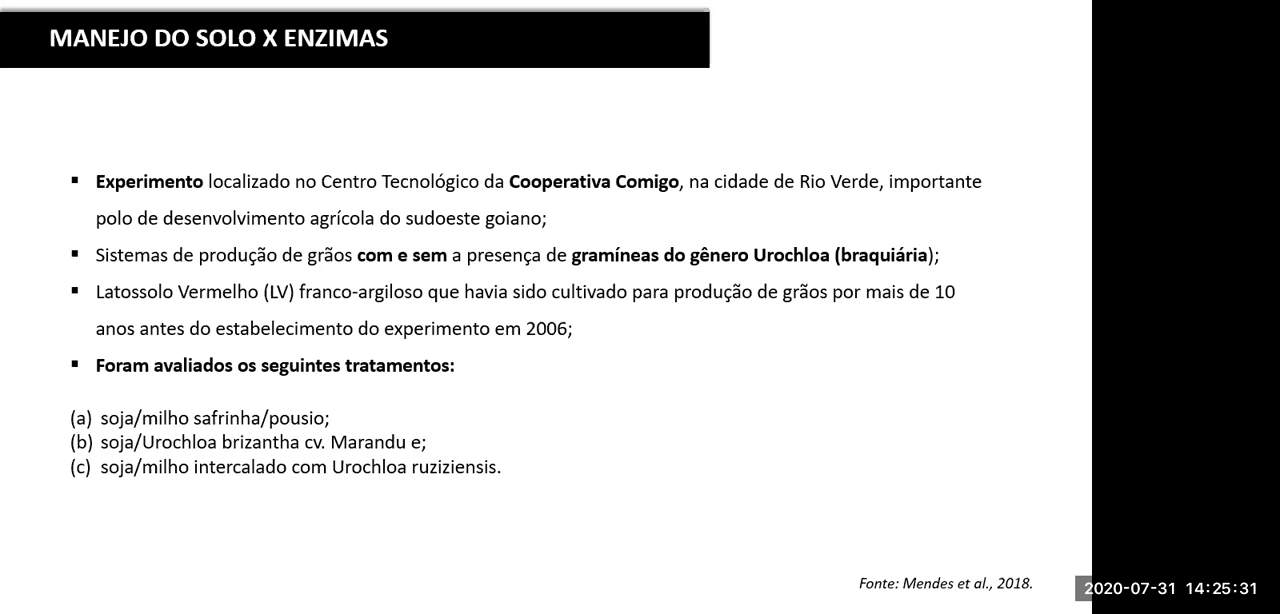 MANEJO DO SOLO X ENZIMAS
▪ Experimento localizado no Centro Tecnológico da Cooperativa Comigo, na cidade de Rio Verde, importante
polo de desenvolvimento agrícola do sudoeste goiano;
▪ Sistemas de produção de grãos com e sem a presença de gramíneas do gênero Urochloa (braquiária);
▪ Latossolo Vermelho (LV) franco-argiloso que havia sido cultivado para produção de grãos por mais de 10
anos antes do estabelecimento do experimento em 2006;
▪ Foram avaliados os seguintes tratamentos:
(a) soja/milho safrinha/pousio;
(b) soja/Urochloa brizantha cv. Marandu e;
(c) soja/milho intercalado com Urochloa ruziziensis.
Fonte: Mendes et al., 2018.
2020-07-31 14:25:31